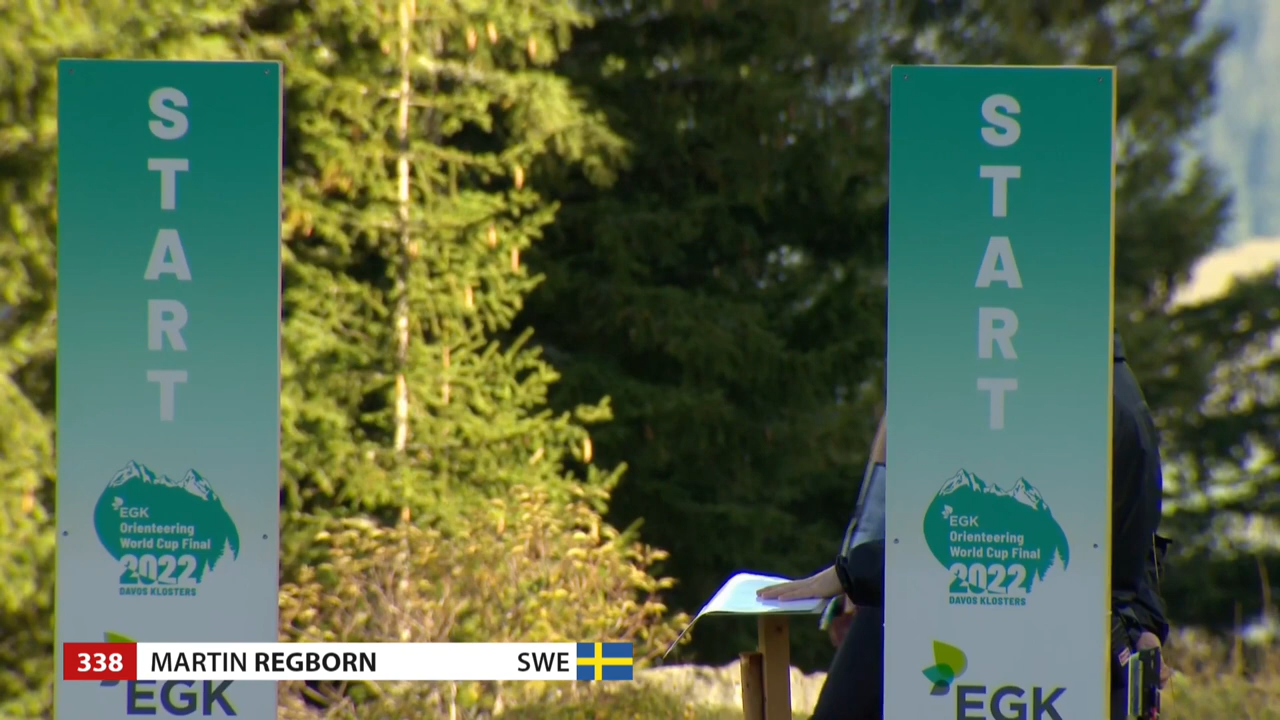 START
EGK
Orienteering
World Cup Final
2022
DAVOS KLOSTERS
EGK
START
EGK
Orienteering
World Cup Final
2022
DAVOS KLOSTERS
EGK
338 MARTIN REGBORN SWE